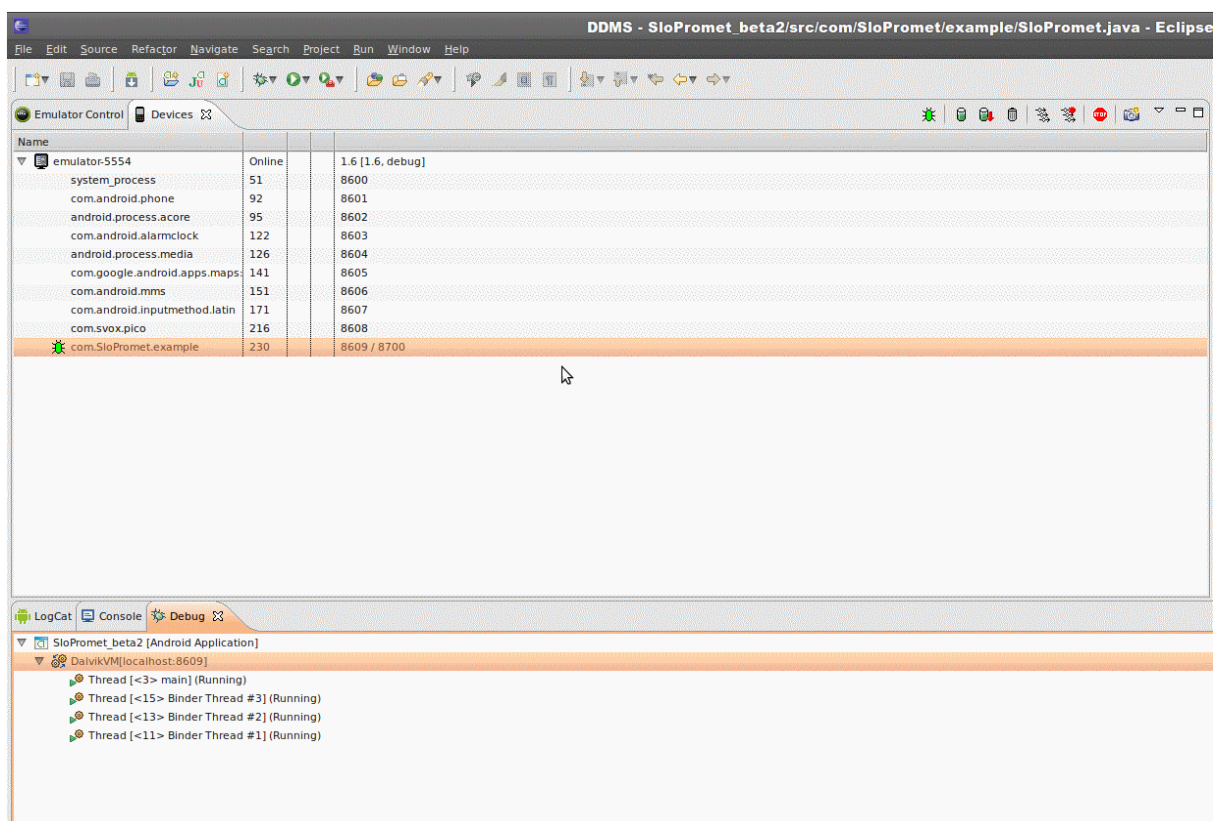 DDMS - SloPromet_beta2/src/com/SloPromet/example/SloPromet.java - Eclipse
File Edit Source Refactor Navigate Search Project Run Window Help
Emulator Control Devices
Name
emulator-5554 Online 1.6 [1.6, debug]
system_process 51 8600
com.android.phone 92 8601
android.process.acore 95 8602
com.android.alarmclock 122 8603
android.process.media 126 8604
com.google.android.apps.maps: 141 8605
com.android.mms 151 8606
com.android.inputmethod.latin 171 8607
com.svox.pico 216 8608
com.SloPromet.example 230 8609 / 8700
LogCat Console Debug
SloPromet_beta2 [Android Application]
DalvikVM[localhost:8609]
Thread [<3> main] (Running)
Thread [<15> Binder Thread #3] (Running)
Thread [<13> Binder Thread #2] (Running)
Thread [<11> Binder Thread #1] (Running)